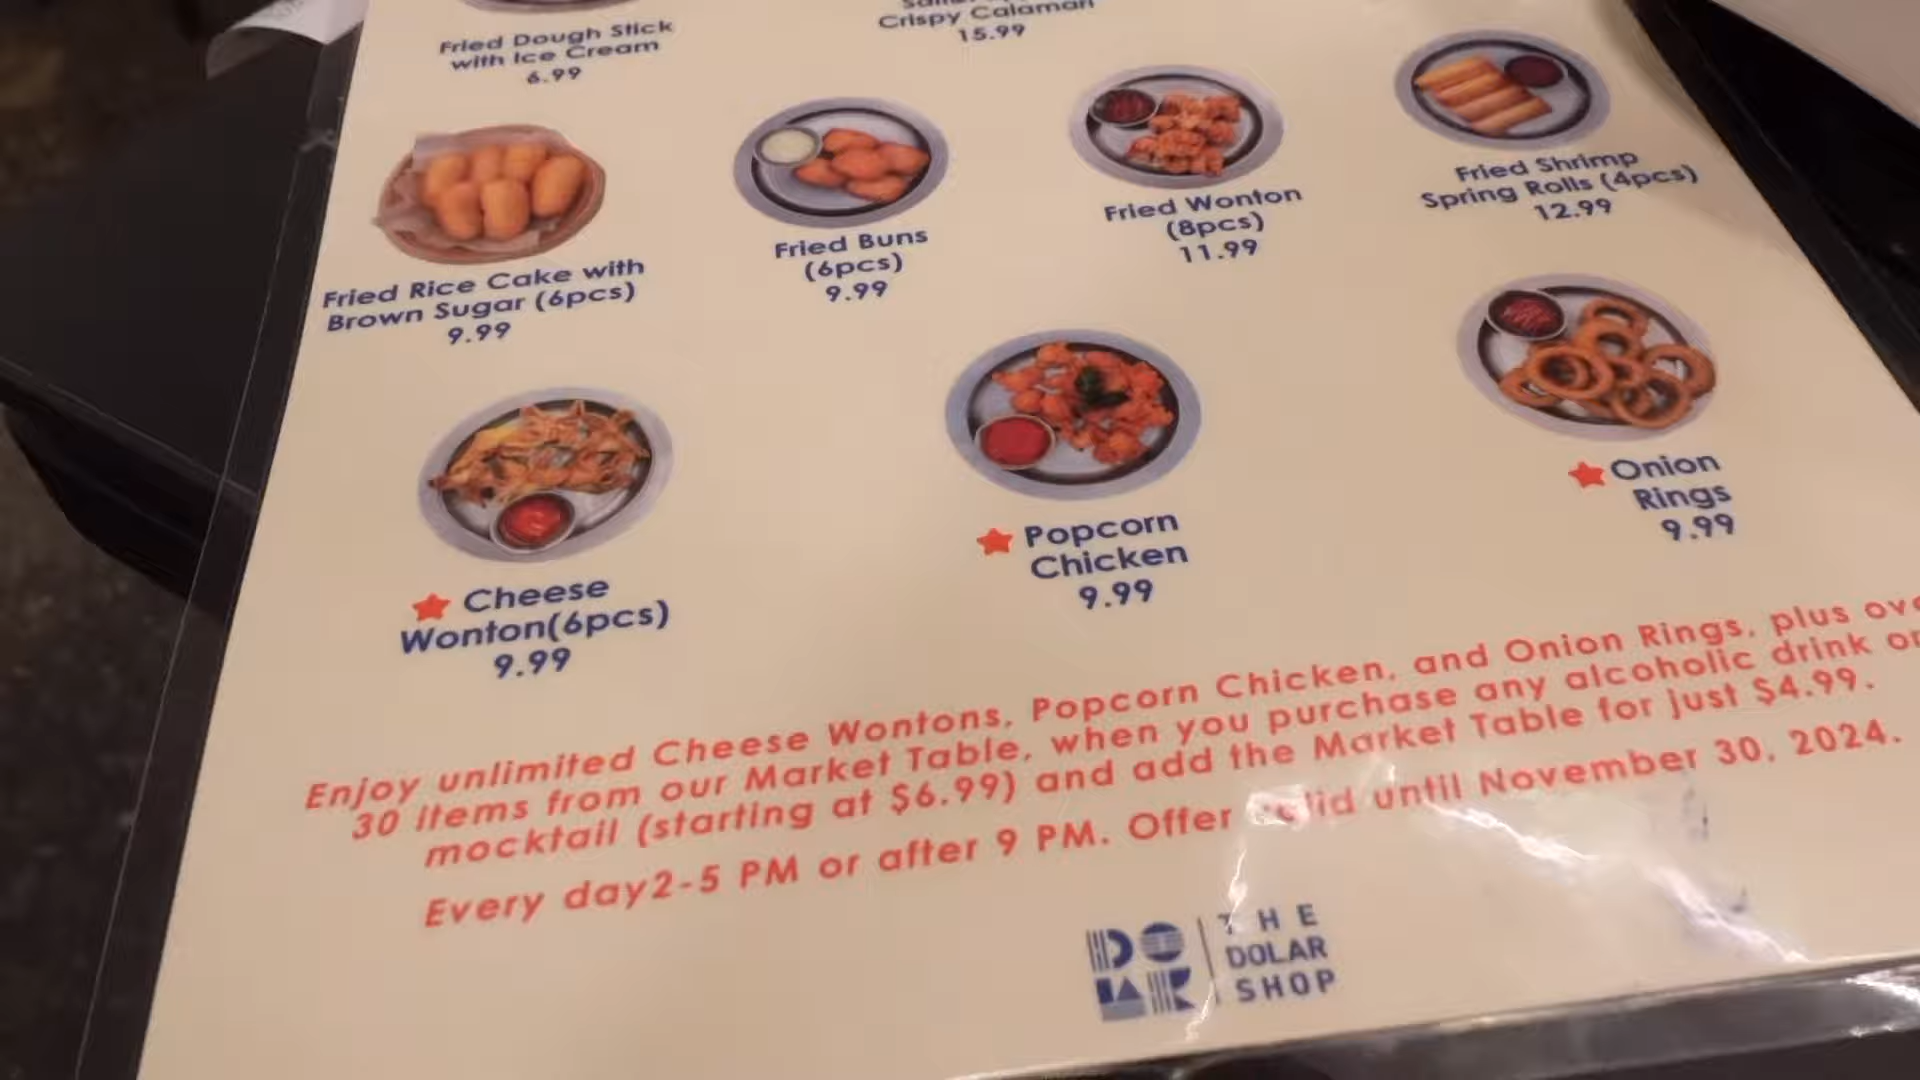 Fried Dough Stick
with Ice Cream
6.99
Crispy Calamari
15.99
Fried Rice Cake with
Brown Sugar (6pcs)
9.99
Fried Buns
(6pcs)
9.99
Fried Wonton
(8pcs)
11.99
Fried Shrimp
Spring Rolls (4pcs)
12.99
Cheese
Wonton(6pcs)
9.99
Popcorn
Chicken
9.99
Onion
Rings
9.99
Enjoy unlimited Cheese Wontons, Popcorn Chicken, and Onion Rings, plus
30 items from our Market Table, when you purchase any alcoholic drink or
mocktail (starting at $6.99) and add the Market Table for just $4.99.
Every day2-5 PM or after 9 PM. Offer valid until November 30, 2024.
DOLAR
THE
DOLAR
SHOP